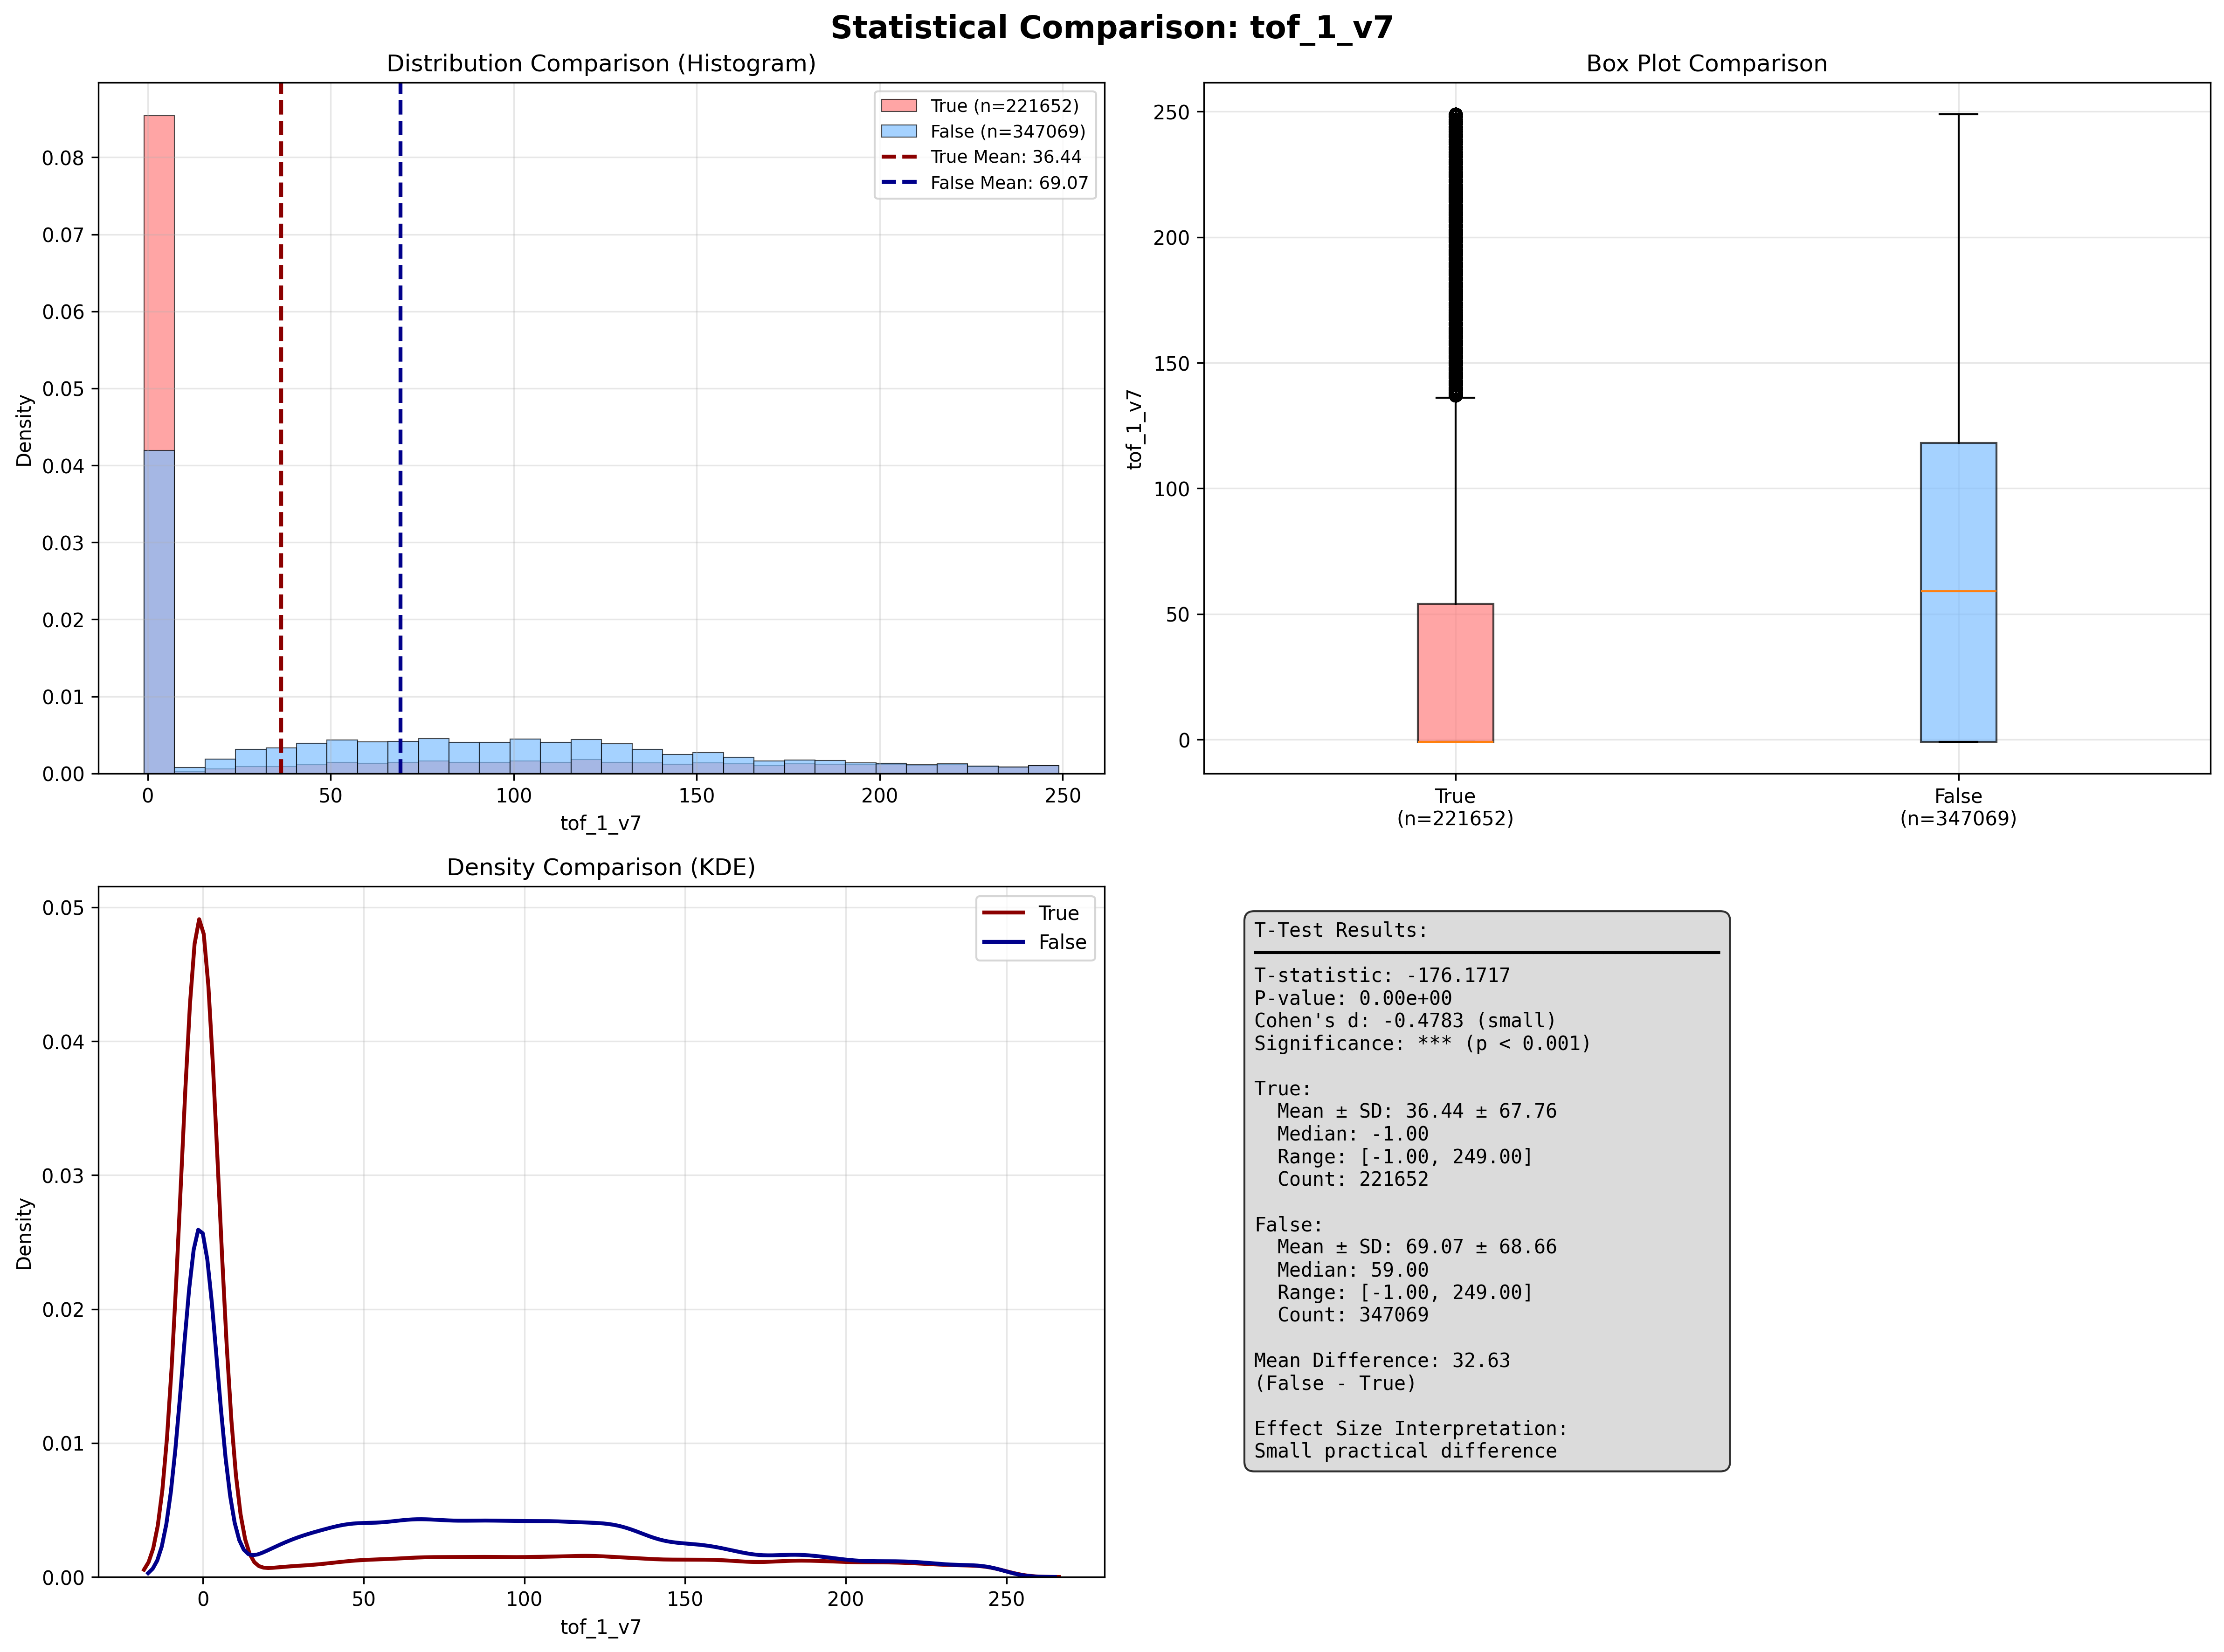 Statistical Comparison: tof_1_v7
Distribution Comparison (Histogram)
True (n=221652)
False (n=347069)
True Mean: 36.44
False Mean: 69.07
Density
0.08
0.07
0.06
0.05
0.04
0.03
0.02
0.01
0.00
0 50 100 150 200 250
tof_1_v7
Box Plot Comparison
tof_1_v7
250
200
150
100
50
0
True
(n=221652)
False
(n=347069)
Density Comparison (KDE)
True
False
Density
0.05
0.04
0.03
0.02
0.01
0.00
0 50 100 150 200 250
tof_1_v7
T-Test Results:
T-statistic: -176.1717
P-value: 0.00e+00
Cohen's d: -0.4783 (small)
Significance: *** (p < 0.001)
True:
Mean ± SD: 36.44 ± 67.76
Median: -1.00
Range: [-1.00, 249.00]
Count: 221652
False:
Mean ± SD: 69.07 ± 68.66
Median: 59.00
Range: [-1.00, 249.00]
Count: 347069
Mean Difference: 32.63
(False - True)
Effect Size Interpretation:
Small practical difference